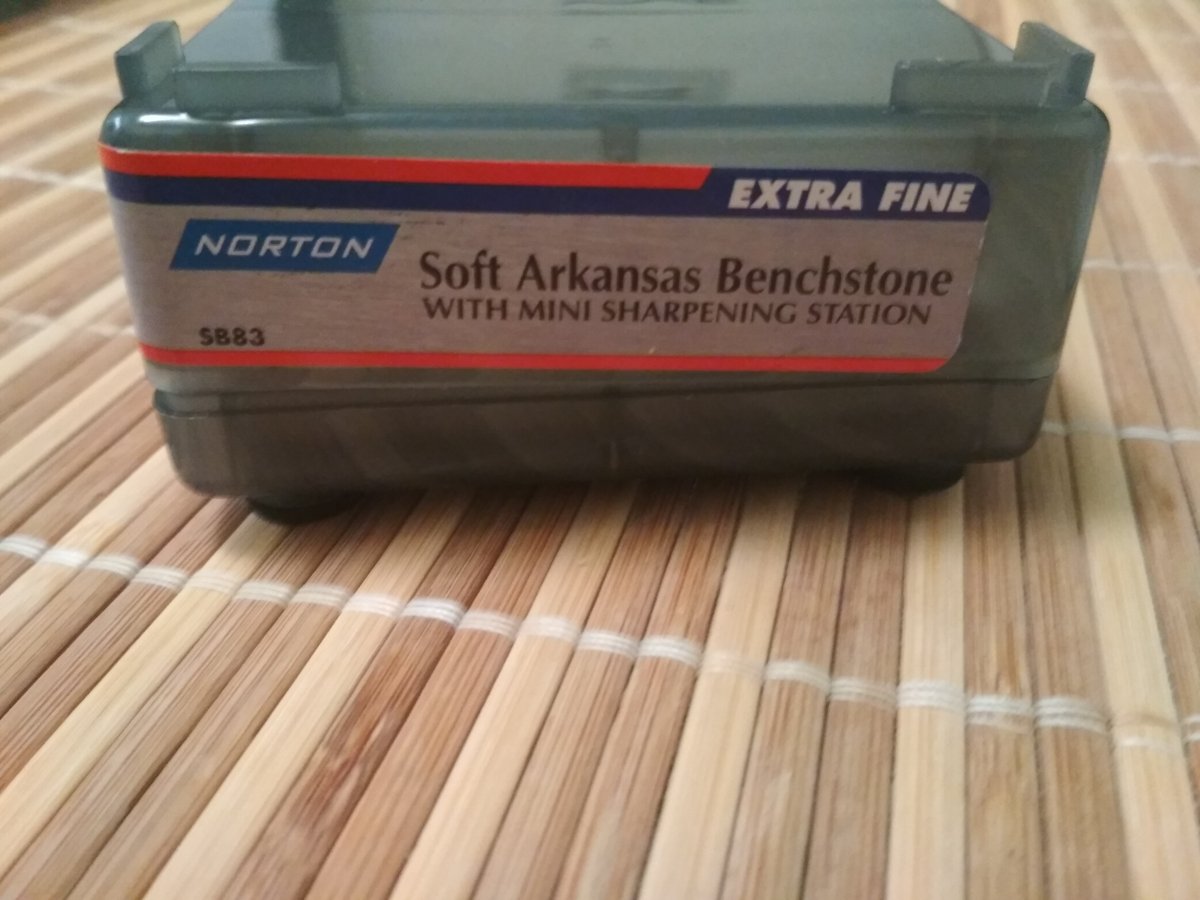 EXTRA FINE
NORTON
Soft Arkansas Benchstone
WITH MINI SHARPENING STATION
SB83